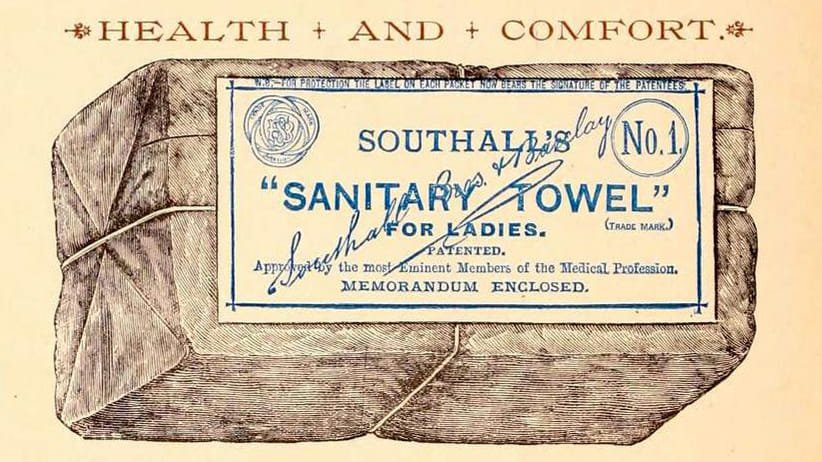 HEALTH + AND + COMFORT.
N.B.—FOR PROTECTION THE LABEL ON EACH PACKET NOW BEARS THE SIGNATURE OF THE PATENTEES.
SOUTHALL'S
No. 1.
"SANITARY TOWEL"
FOR LADIES.
(TRADE MARK.)
PATENTED.
Approved by the most Eminent Members of the Medical Profession.
MEMORANDUM ENCLOSED.
Southall Bros. & Barclay